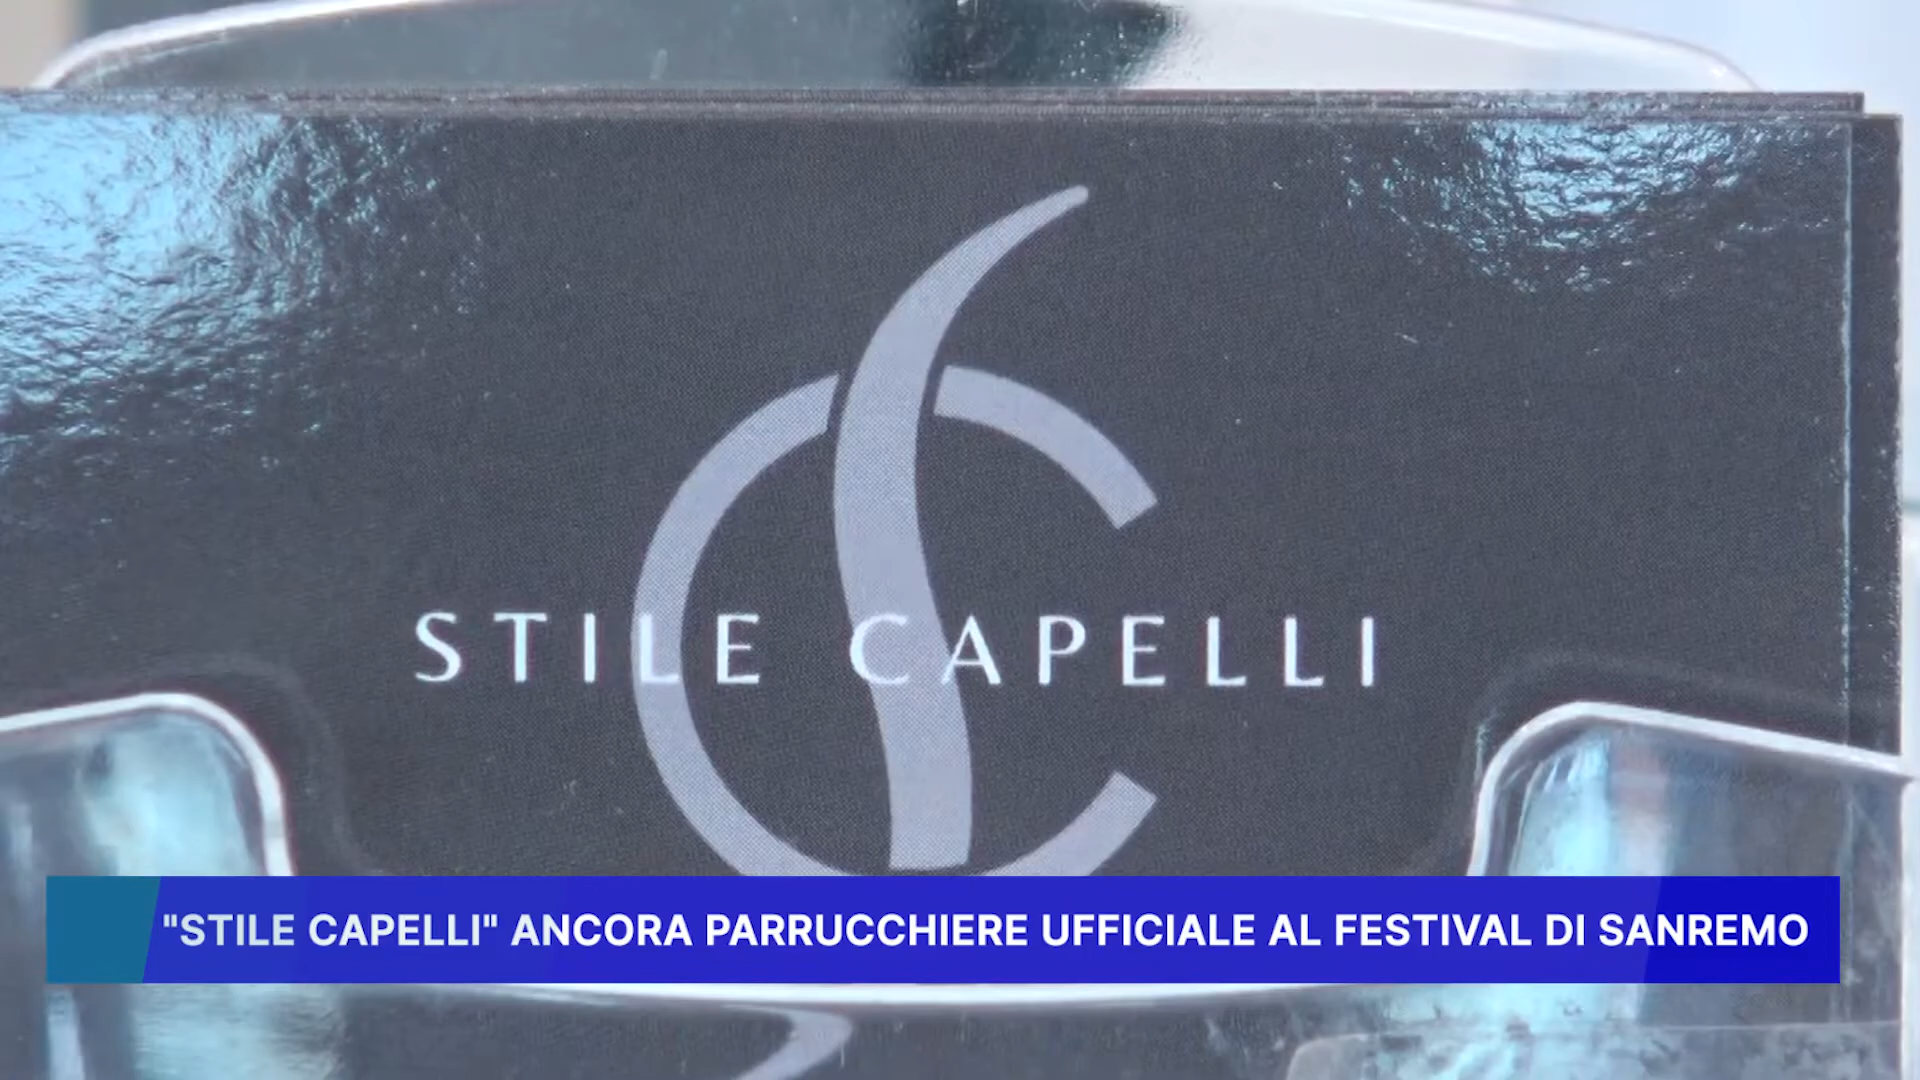 STILE CAPELLI
"STILE CAPELLI" ANCORA PARRUCCHIERE UFFICIALE AL FESTIVAL DI SANREMO